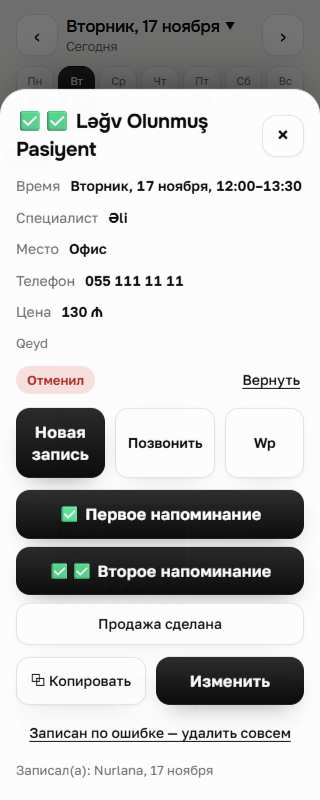 ‹
Вторник, 17 ноября ▼
Сегодня
›
Пн Вт Ср Чт Пт Сб Вс
✅ ✅ Ləğv Olunmuş
Pasiyent
×
Время Вторник, 17 ноября, 12:00–13:30
Специалист Əli
Место Офис
Телефон 055 111 11 11
Цена 130 ₼
Qeyd
Отменил
Вернуть
Новая
запись
Позвонить
Wp
✅ Первое напоминание
✅ ✅ Второе напоминание
Продажа сделана
Копировать
Изменить
Записан по ошибке — удалить совсем
Записал(а): Nurlana, 17 ноября